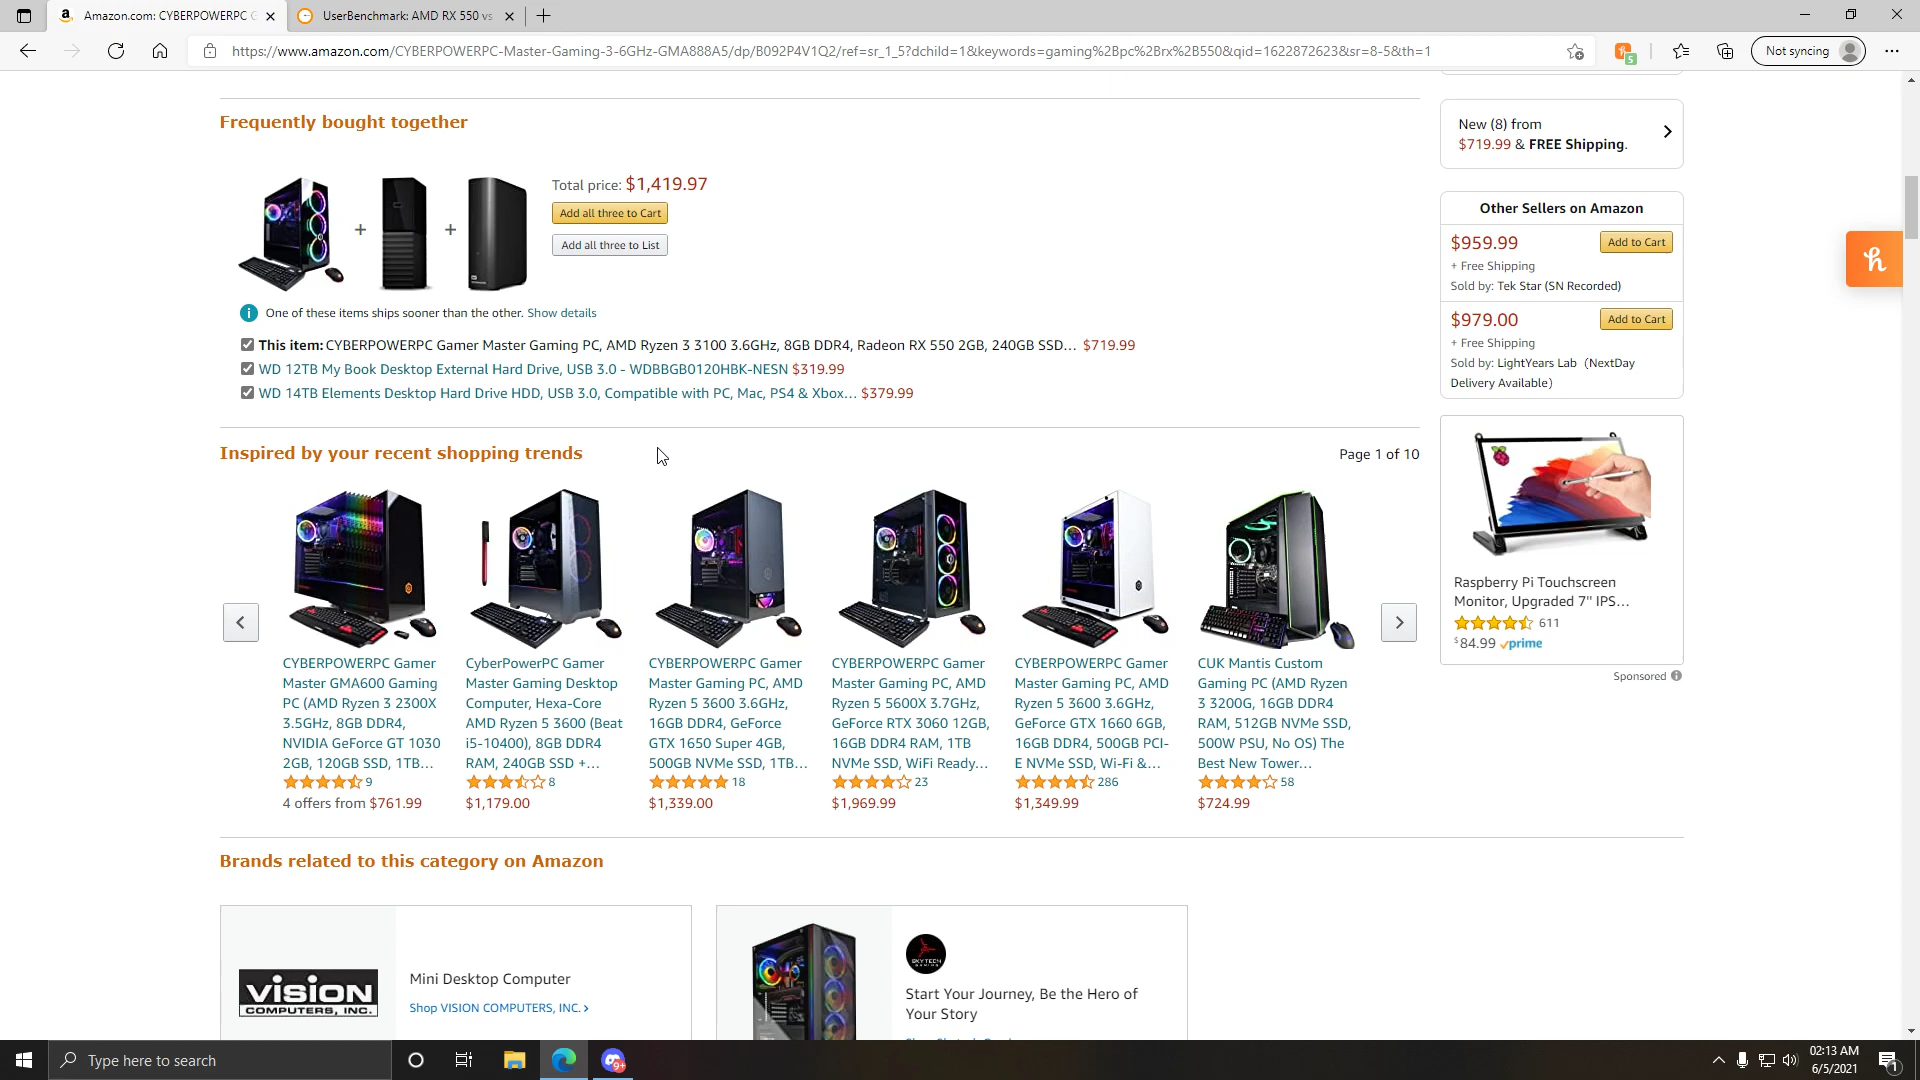 Amazon.com: CYBERPOWERPC G
UserBenchmark: AMD RX 550 vs
https://www.amazon.com/CYBERPOWERPC-Master-Gaming-3-6GHz-GMA888A5/dp/B092P4V1Q2/ref=sr_1_5?dchild=1&keywords=gaming%2Bpc%2Brx%2B550&qid=1622872623&sr=8-5&th=1
5
Not syncing
Frequently bought together
Total price: $1,419.97
Add all three to Cart
Add all three to List
One of these items ships sooner than the other. Show details
This item: CYBERPOWERPC Gamer Master Gaming PC, AMD Ryzen 3 3100 3.6GHz, 8GB DDR4, Radeon RX 550 2GB, 240GB SSD… $719.99
WD 12TB My Book Desktop External Hard Drive, USB 3.0 - WDBBGB0120HBK-NESN $319.99
WD 14TB Elements Desktop Hard Drive HDD, USB 3.0, Compatible with PC, Mac, PS4 & Xbox… $379.99
New (8) from
$719.99 & FREE Shipping.
Other Sellers on Amazon
$959.99
Add to Cart
+ Free Shipping
Sold by: Tek Star (SN Recorded)
$979.00
Add to Cart
+ Free Shipping
Sold by: LightYears Lab（NextDay
Delivery Available）
Inspired by your recent shopping trends
Page 1 of 10
CYBERPOWERPC Gamer
Master GMA600 Gaming
PC (AMD Ryzen 3 2300X
3.5GHz, 8GB DDR4,
NVIDIA GeForce GT 1030
2GB, 120GB SSD, 1TB…
9
4 offers from $761.99
CyberPowerPC Gamer
Master Gaming Desktop
Computer, Hexa-Core
AMD Ryzen 5 3600 (Beat
i5-10400), 8GB DDR4
RAM, 240GB SSD +…
8
$1,179.00
CYBERPOWERPC Gamer
Master Gaming PC, AMD
Ryzen 5 3600 3.6GHz,
16GB DDR4, GeForce
GTX 1650 Super 4GB,
500GB NVMe SSD, 1TB…
18
$1,339.00
CYBERPOWERPC Gamer
Master Gaming PC, AMD
Ryzen 5 5600X 3.7GHz,
GeForce RTX 3060 12GB,
16GB DDR4 RAM, 1TB
NVMe SSD, WiFi Ready…
23
$1,969.99
CYBERPOWERPC Gamer
Master Gaming PC, AMD
Ryzen 5 3600 3.6GHz,
GeForce GTX 1660 6GB,
16GB DDR4, 500GB PCI-
E NVMe SSD, Wi-Fi &…
286
$1,349.99
CUK Mantis Custom
Gaming PC (AMD Ryzen
3 3200G, 16GB DDR4
RAM, 512GB NVMe SSD,
500W PSU, No OS) The
Best New Tower…
58
$724.99
Raspberry Pi Touchscreen
Monitor, Upgraded 7'' IPS…
611
$84.99 prime
Sponsored
Brands related to this category on Amazon
VISION
COMPUTERS, INC.
Mini Desktop Computer
Shop VISION COMPUTERS, INC. ›
SKYTECH
GAMING
Start Your Journey, Be the Hero of
Your Story
Type here to search
9+
02:13 AM
6/5/2021
1